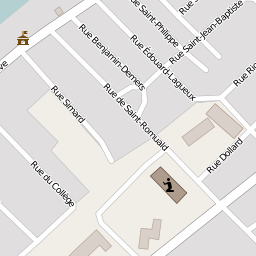 Rue Saint-Philippe
Rue Saint-Jean-Baptiste
Rue Benjamin-Demers
Rue Édouard-Lagueux
Rue Simard
Rue de Saint-Romuald
Rue Dollard
Rue du Collège